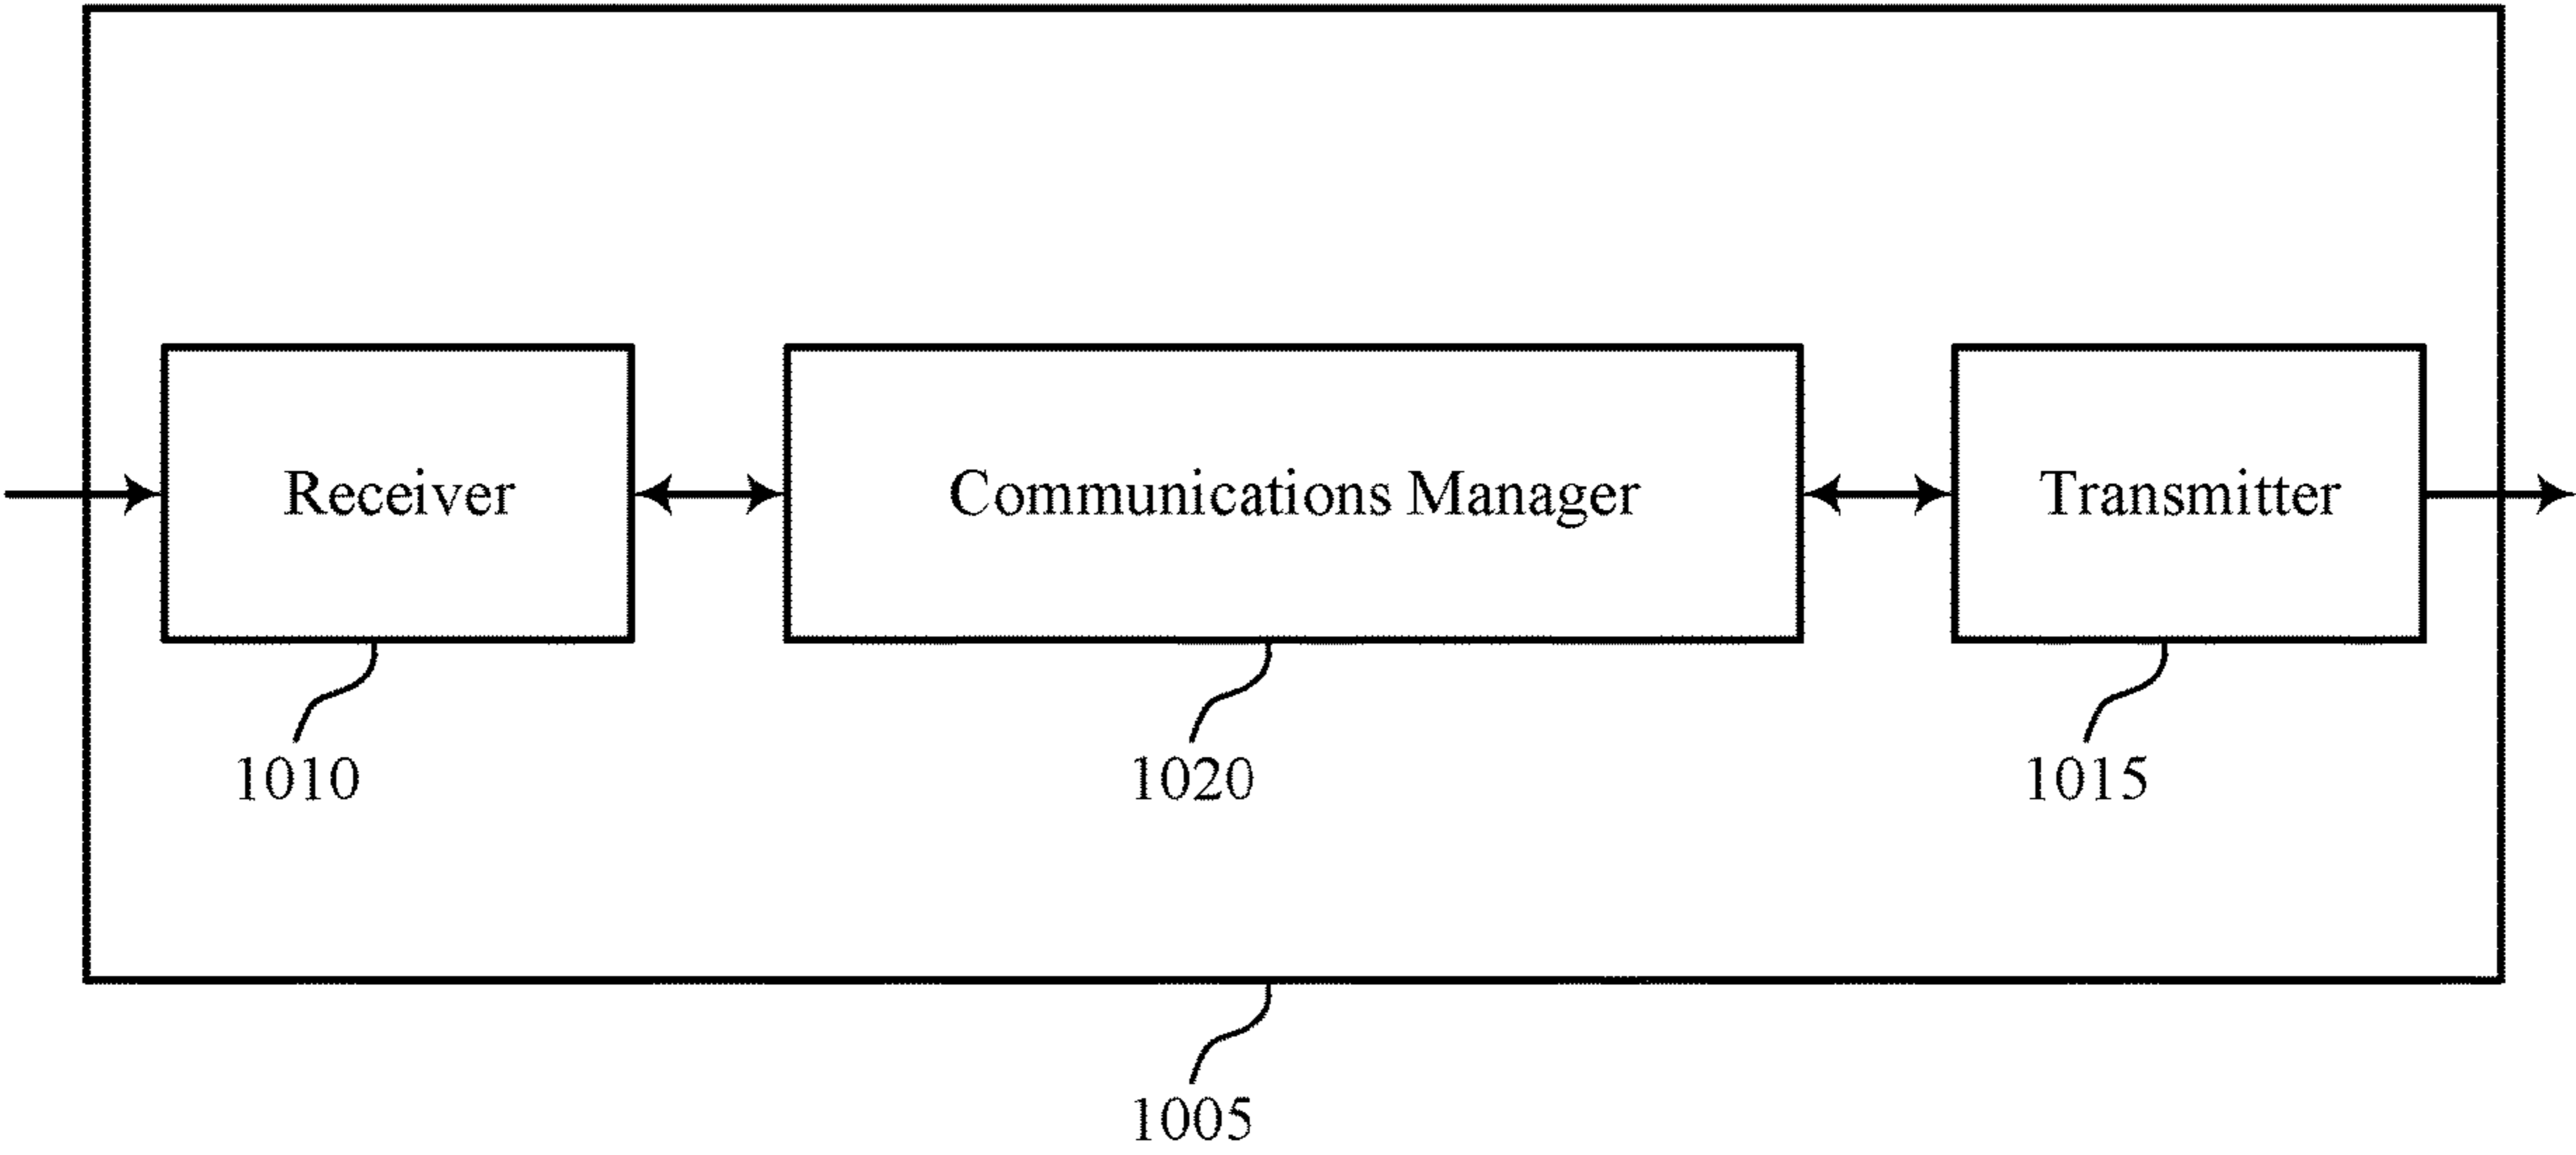 Receiver
Communications Manager
Transmitter
1010
1020
1015
1005